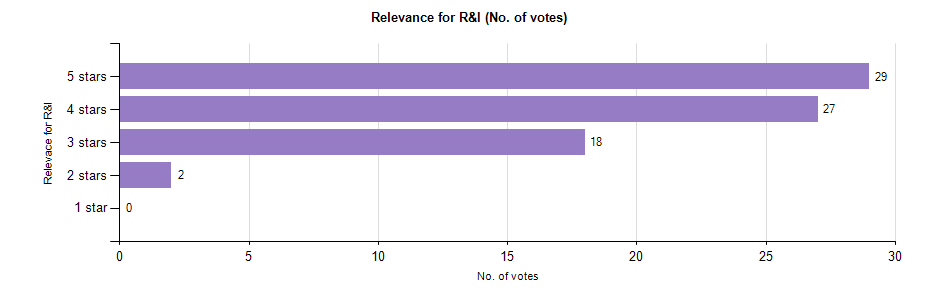 Relevance for R&I (No. of votes)
Relevace for R&I
5 stars 29
4 stars 27
3 stars 18
2 stars 2
1 star 0
0 5 10 15 20 25 30
No. of votes